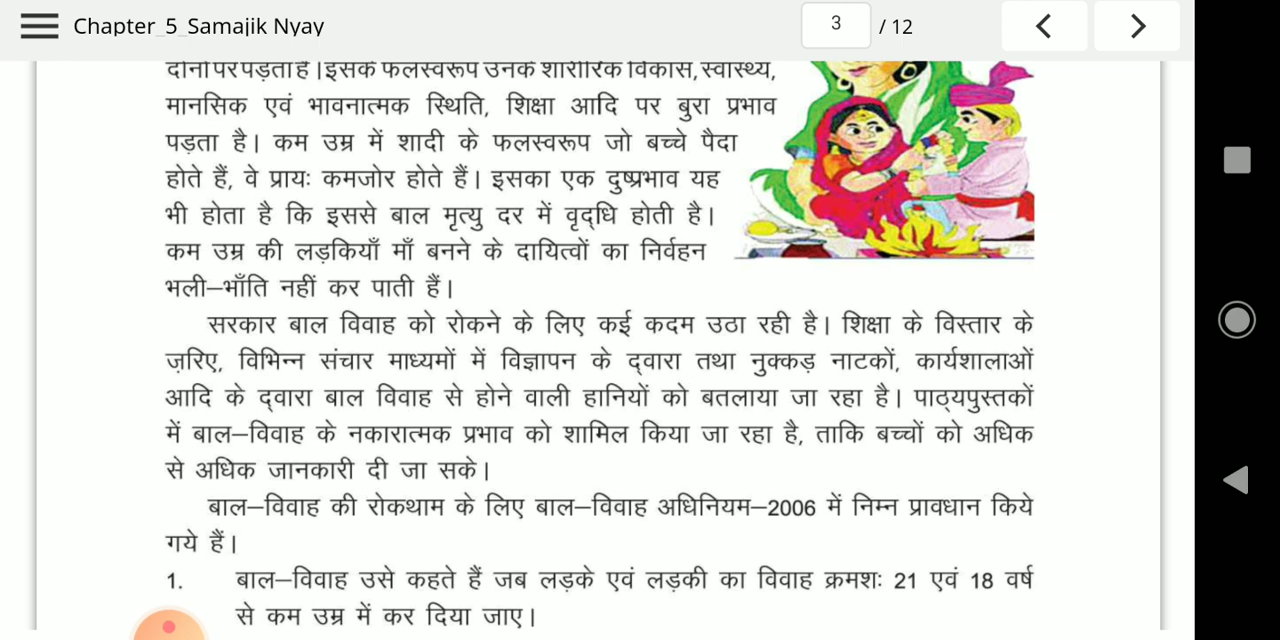 Chapter_5_Samajik Nyay
3 / 12
दोनों पर पड़ता है। इसके फलस्वरूप उनके शारीरिक विकास, स्वास्थ्य,
मानसिक एवं भावनात्मक स्थिति, शिक्षा आदि पर बुरा प्रभाव
पड़ता है। कम उम्र में शादी के फलस्वरूप जो बच्चे पैदा
होते हैं, वे प्रायः कमजोर होते हैं। इसका एक दुष्प्रभाव यह
भी होता है कि इससे बाल मृत्यु दर में वृद्धि होती है।
कम उम्र की लड़कियाँ माँ बनने के दायित्वों का निर्वहन
भली–भाँति नहीं कर पाती हैं।
सरकार बाल विवाह को रोकने के लिए कई कदम उठा रही है। शिक्षा के विस्तार के
ज़रिए, विभिन्न संचार माध्यमों में विज्ञापन के द्वारा तथा नुक्कड़ नाटकों, कार्यशालाओं
आदि के द्वारा बाल विवाह से होने वाली हानियों को बतलाया जा रहा है। पाठ्यपुस्तकों
में बाल–विवाह के नकारात्मक प्रभाव को शामिल किया जा रहा है, ताकि बच्चों को अधिक
से अधिक जानकारी दी जा सके।
बाल–विवाह की रोकथाम के लिए बाल–विवाह अधिनियम–2006 में निम्न प्रावधान किये
गये हैं।
1. बाल–विवाह उसे कहते हैं जब लड़के एवं लड़की का विवाह क्रमशः 21 एवं 18 वर्ष
से कम उम्र में कर दिया जाए।